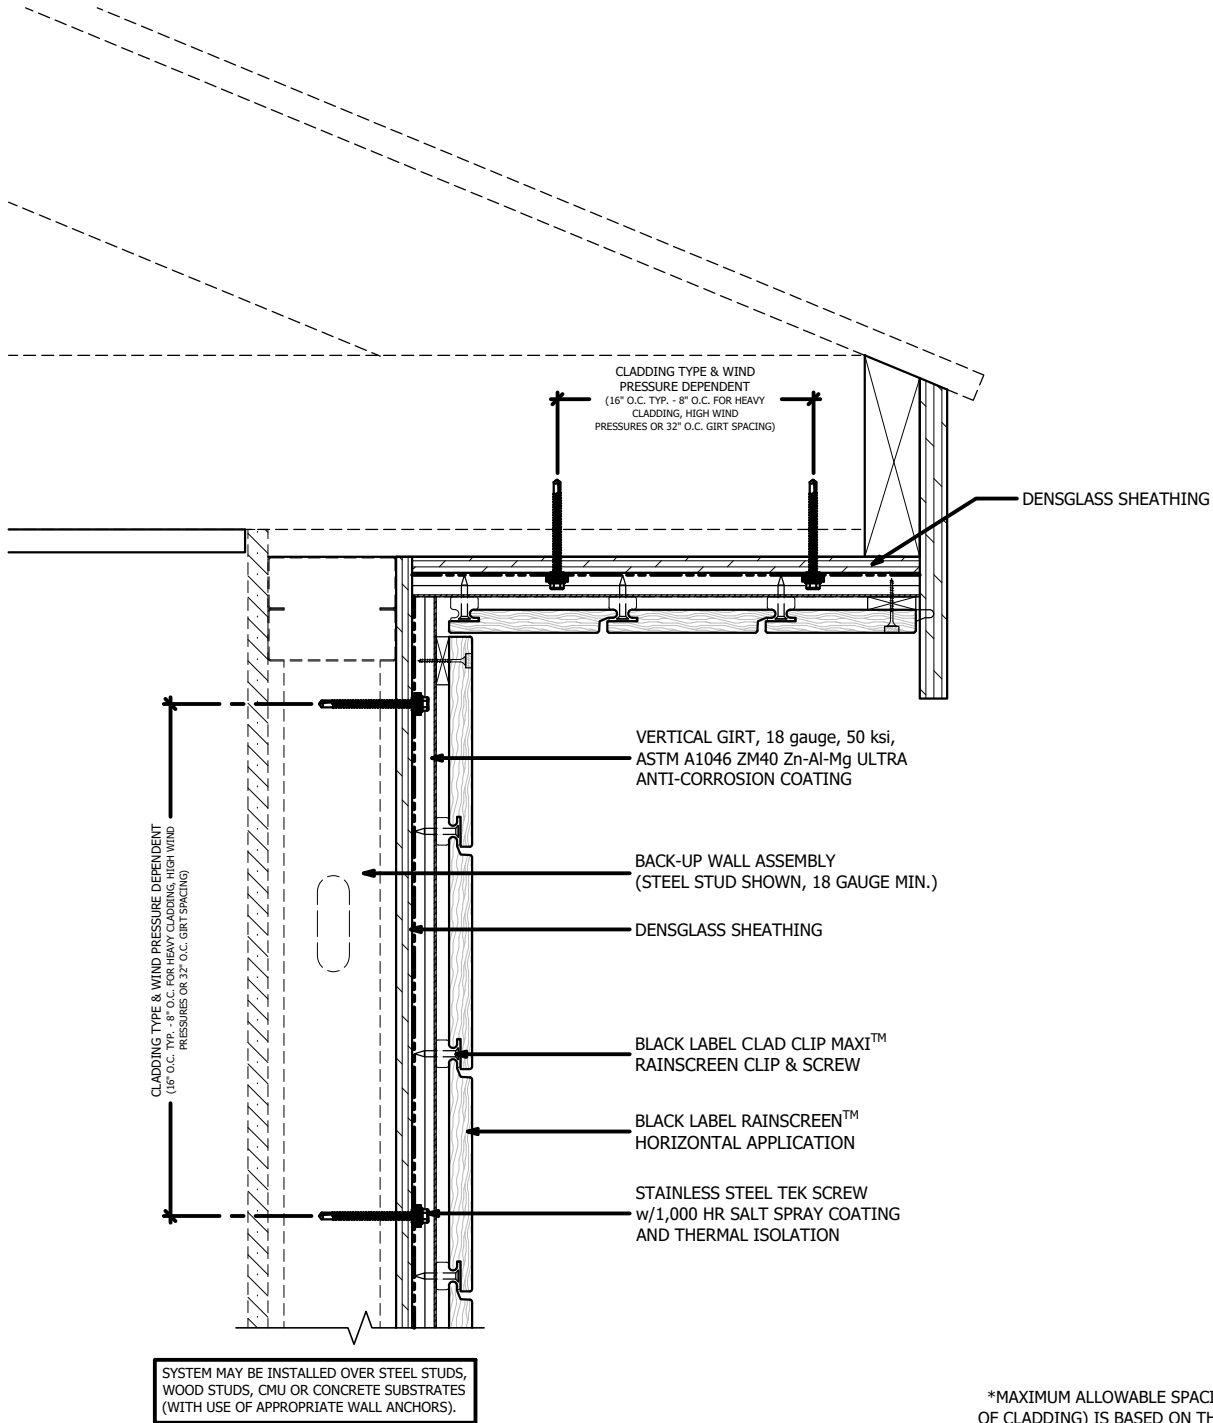 CLADDING TYPE & WIND
PRESSURE DEPENDENT
(16" O.C. TYP. - 8" O.C. FOR HEAVY
CLADDING, HIGH WIND
PRESSURES OR 32" O.C. GIRT SPACING)
DENSGLASS SHEATHING
VERTICAL GIRT, 18 gauge, 50 ksi,
ASTM A1046 ZM40 Zn-Al-Mg ULTRA
ANTI-CORROSION COATING
BACK-UP WALL ASSEMBLY
(STEEL STUD SHOWN, 18 GAUGE MIN.)
CLADDING TYPE & WIND PRESSURE DEPENDENT
(16" O.C. TYP. - 8" O.C. FOR HEAVY CLADDING, HIGH WIND
PRESSURES OR 32" O.C. GIRT SPACING)
DENSGLASS SHEATHING
BLACK LABEL CLAD CLIP MAXI™
RAINSCREEN CLIP & SCREW
BLACK LABEL RAINSCREEN™
HORIZONTAL APPLICATION
STAINLESS STEEL TEK SCREW
w/1,000 HR SALT SPRAY COATING
AND THERMAL ISOLATION
SYSTEM MAY BE INSTALLED OVER STEEL STUDS,
WOOD STUDS, CMU OR CONCRETE SUBSTRATES
(WITH USE OF APPROPRIATE WALL ANCHORS).
*MAXIMUM ALLOWABLE
OF CLADDING) IS BASED ON